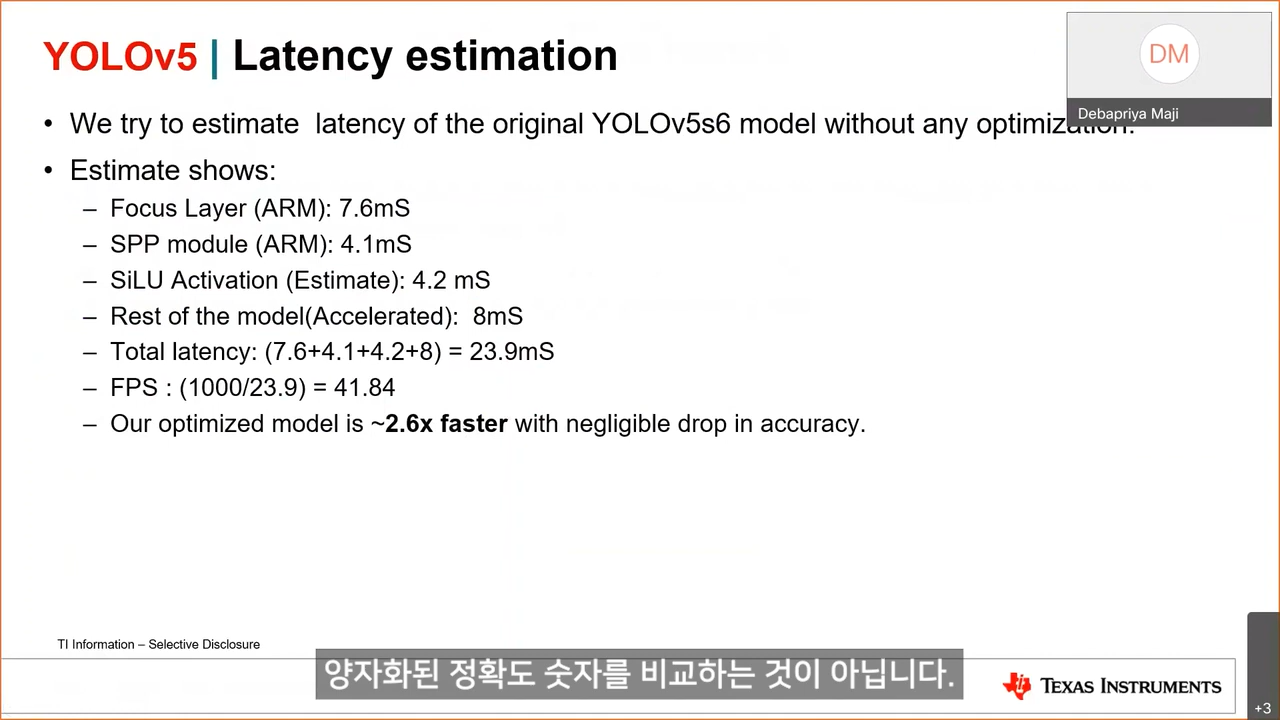 YOLOv5 | Latency estimation
DM
Debapriya Maji
• We try to estimate latency of the original YOLOv5s6 model without any optimization.
• Estimate shows:
– Focus Layer (ARM): 7.6mS
– SPP module (ARM): 4.1mS
– SiLU Activation (Estimate): 4.2 mS
– Rest of the model(Accelerated): 8mS
– Total latency: (7.6+4.1+4.2+8) = 23.9mS
– FPS : (1000/23.9) = 41.84
– Our optimized model is ~2.6x faster with negligible drop in accuracy.
TI Information – Selective Disclosure
양자화된 정확도 숫자를 비교하는 것이 아닙니다.
TEXAS INSTRUMENTS
+3